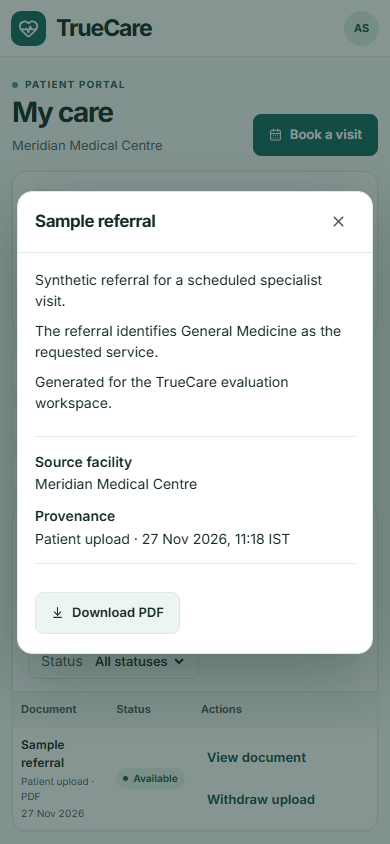 TrueCare
AS
PATIENT PORTAL
My care
Meridian Medical Centre
Book a visit
Sample referral
Synthetic referral for a scheduled specialist
visit.
The referral identifies General Medicine as the
requested service.
Generated for the TrueCare evaluation
workspace.
Source facility
Meridian Medical Centre
Provenance
Patient upload · 27 Nov 2026, 11:18 IST
Download PDF
Status All statuses
Document Status Actions
Sample
referral
Patient upload ·
PDF
27 Nov 2026
Available
View document
Withdraw upload